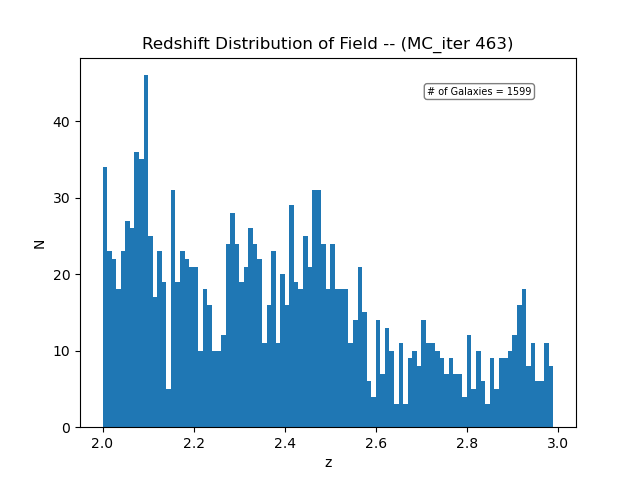 Redshift Distribution of Field -- (MC_iter 463)
# of Galaxies = 1599
40
30
20
10
0
N
2.0 2.2 2.4 2.6 2.8 3.0
z